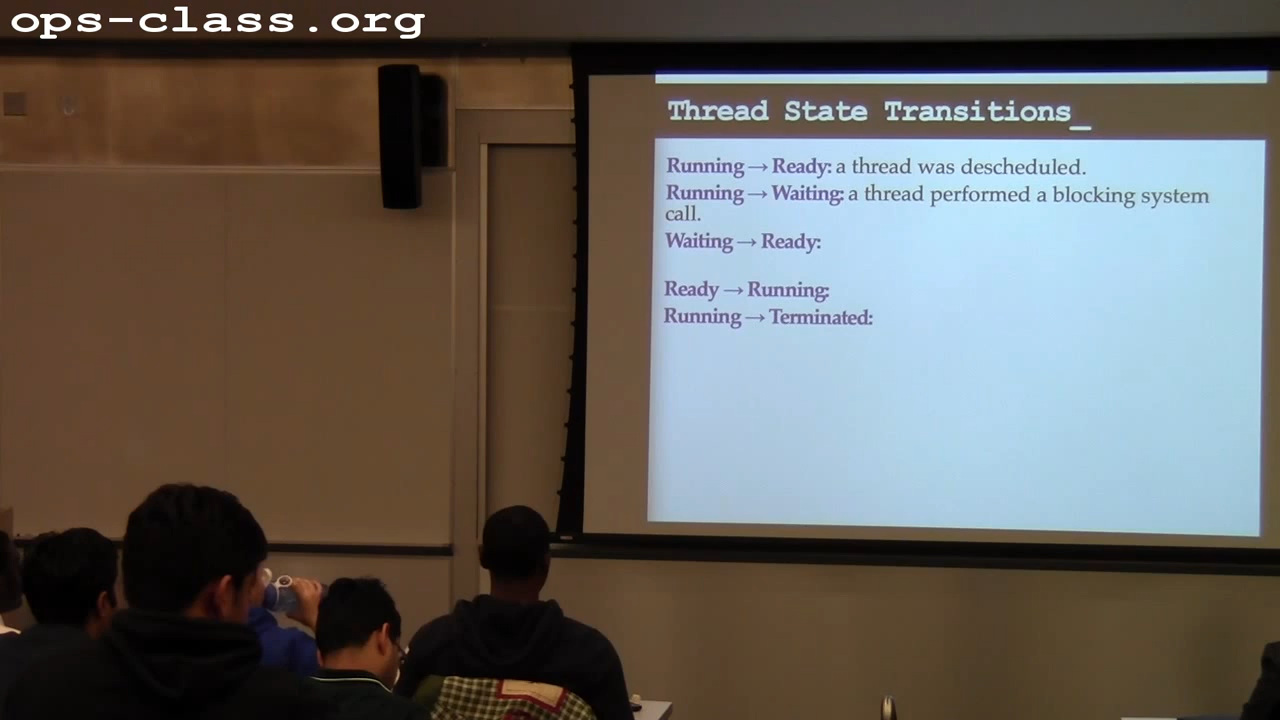 ops-class.org
Thread State Transitions_
Running → Ready: a thread was descheduled.
Running → Waiting: a thread performed a blocking system
call.
Waiting → Ready:
Ready → Running:
Running → Terminated: